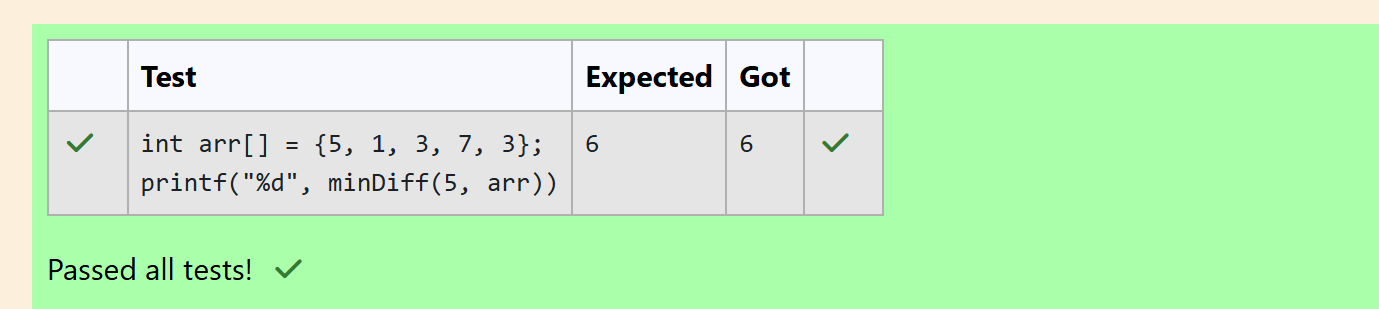 Test Expected Got
int arr[] = {5, 1, 3, 7, 3}; 6 6
printf("%d", minDiff(5, arr))
Passed all tests!